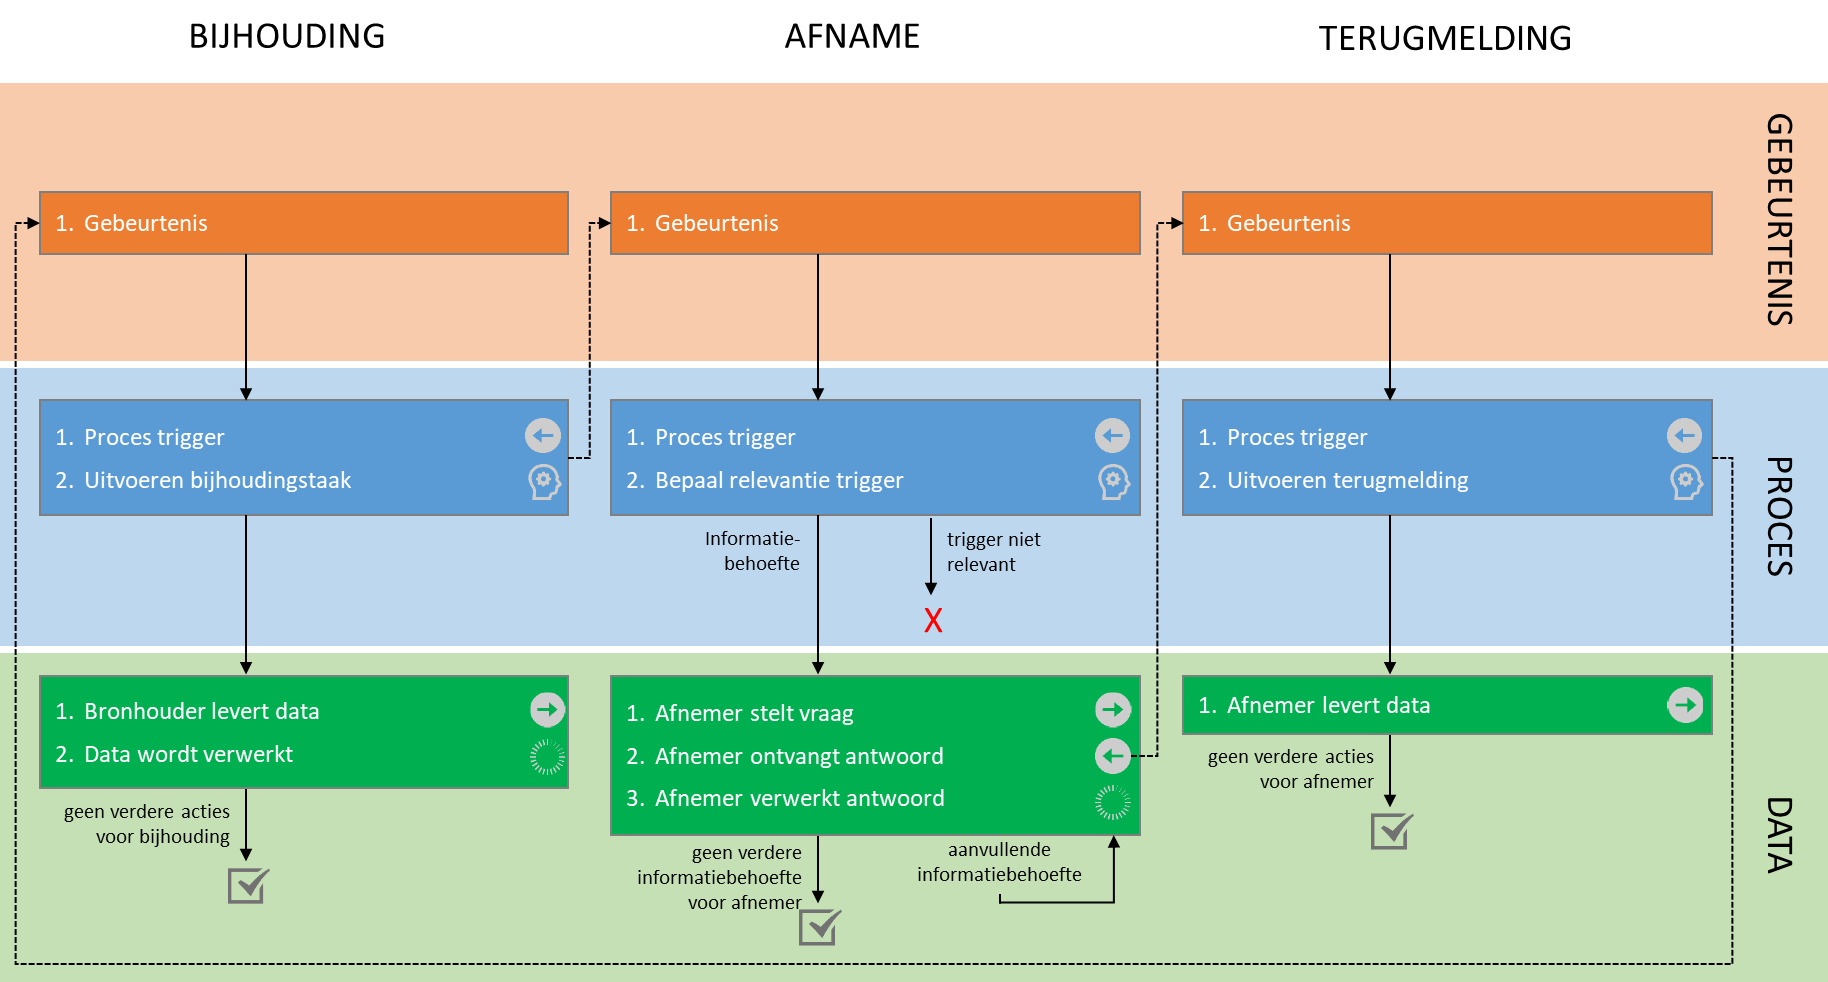 BIJHOUDING
AFNAME
TERUGMELDING
GEBEURTENIS
1. Gebeurtenis
1. Gebeurtenis
1. Gebeurtenis
PROCES
1. Proces trigger
2. Uitvoeren bijhoudingstaak
1. Proces trigger
2. Bepaal relevantie trigger
1. Proces trigger
2. Uitvoeren terugmelding
Informatie-
behoefte
trigger niet
relevant
X
DATA
1. Bronhouder levert data
2. Data wordt verwerkt
1. Afnemer stelt vraag
2. Afnemer ontvangt antwoord
3. Afnemer verwerkt antwoord
1. Afnemer levert data
geen verdere acties
voor bijhouding
geen verdere
informatiebehoefte
voor afnemer
aanvullende
informatiebehoefte
geen verdere acties
voor afnemer